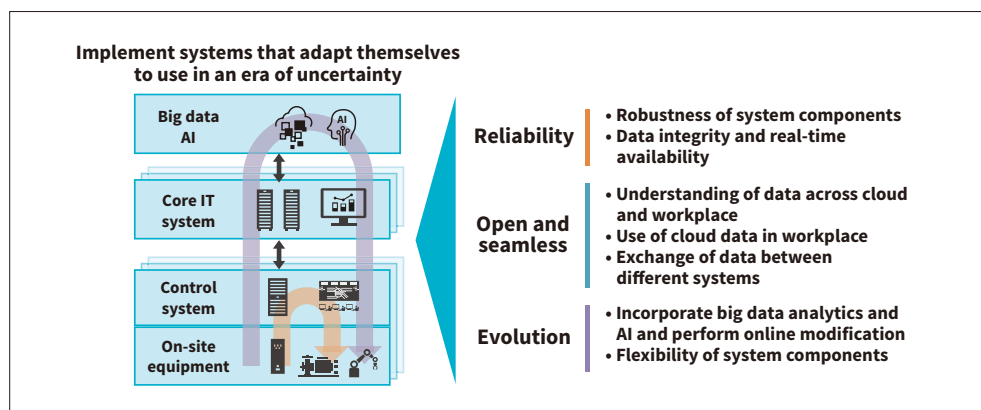 Implement systems that adapt themselves
to use in an era of uncertainty
Big data
AI
AI
Core IT
system
Control
system
On-site
equipment
Reliability
• Robustness of system components
• Data integrity and real-time
availability
Open and
seamless
• Understanding of data across cloud
and workplace
• Use of cloud data in workplace
• Exchange of data between
different systems
Evolution
• Incorporate big data analytics and
AI and perform online modification
• Flexibility of system components